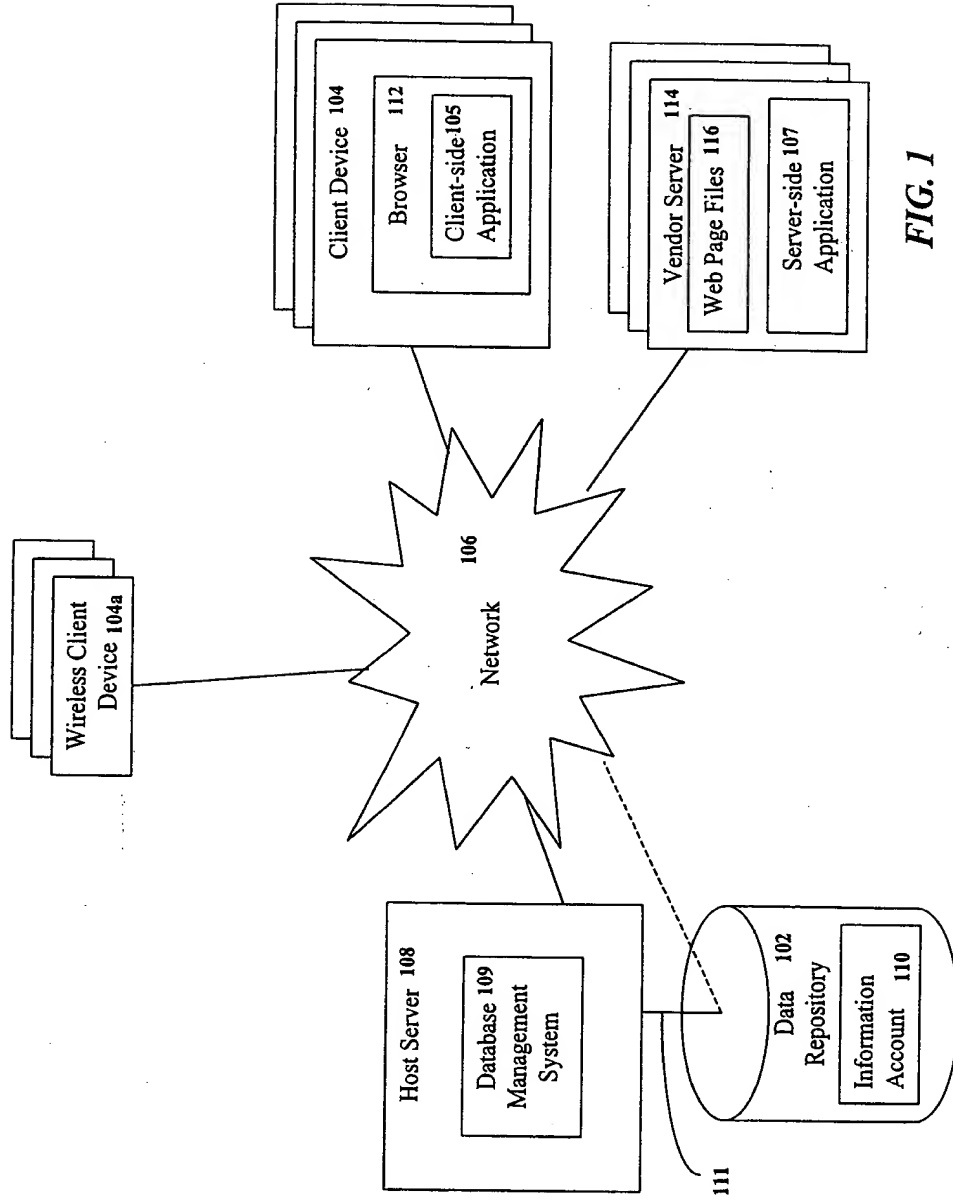 Wireless Client
Device 104a
Client Device 104
Browser 112
Client-side 105
Application
Network
106
Host Server 108
Database 109
Management
System
Vendor Server 114
Web Page Files 116
Server-side 107
Application
Data 102
Repository
Information
Account 110
111
FIG. 1